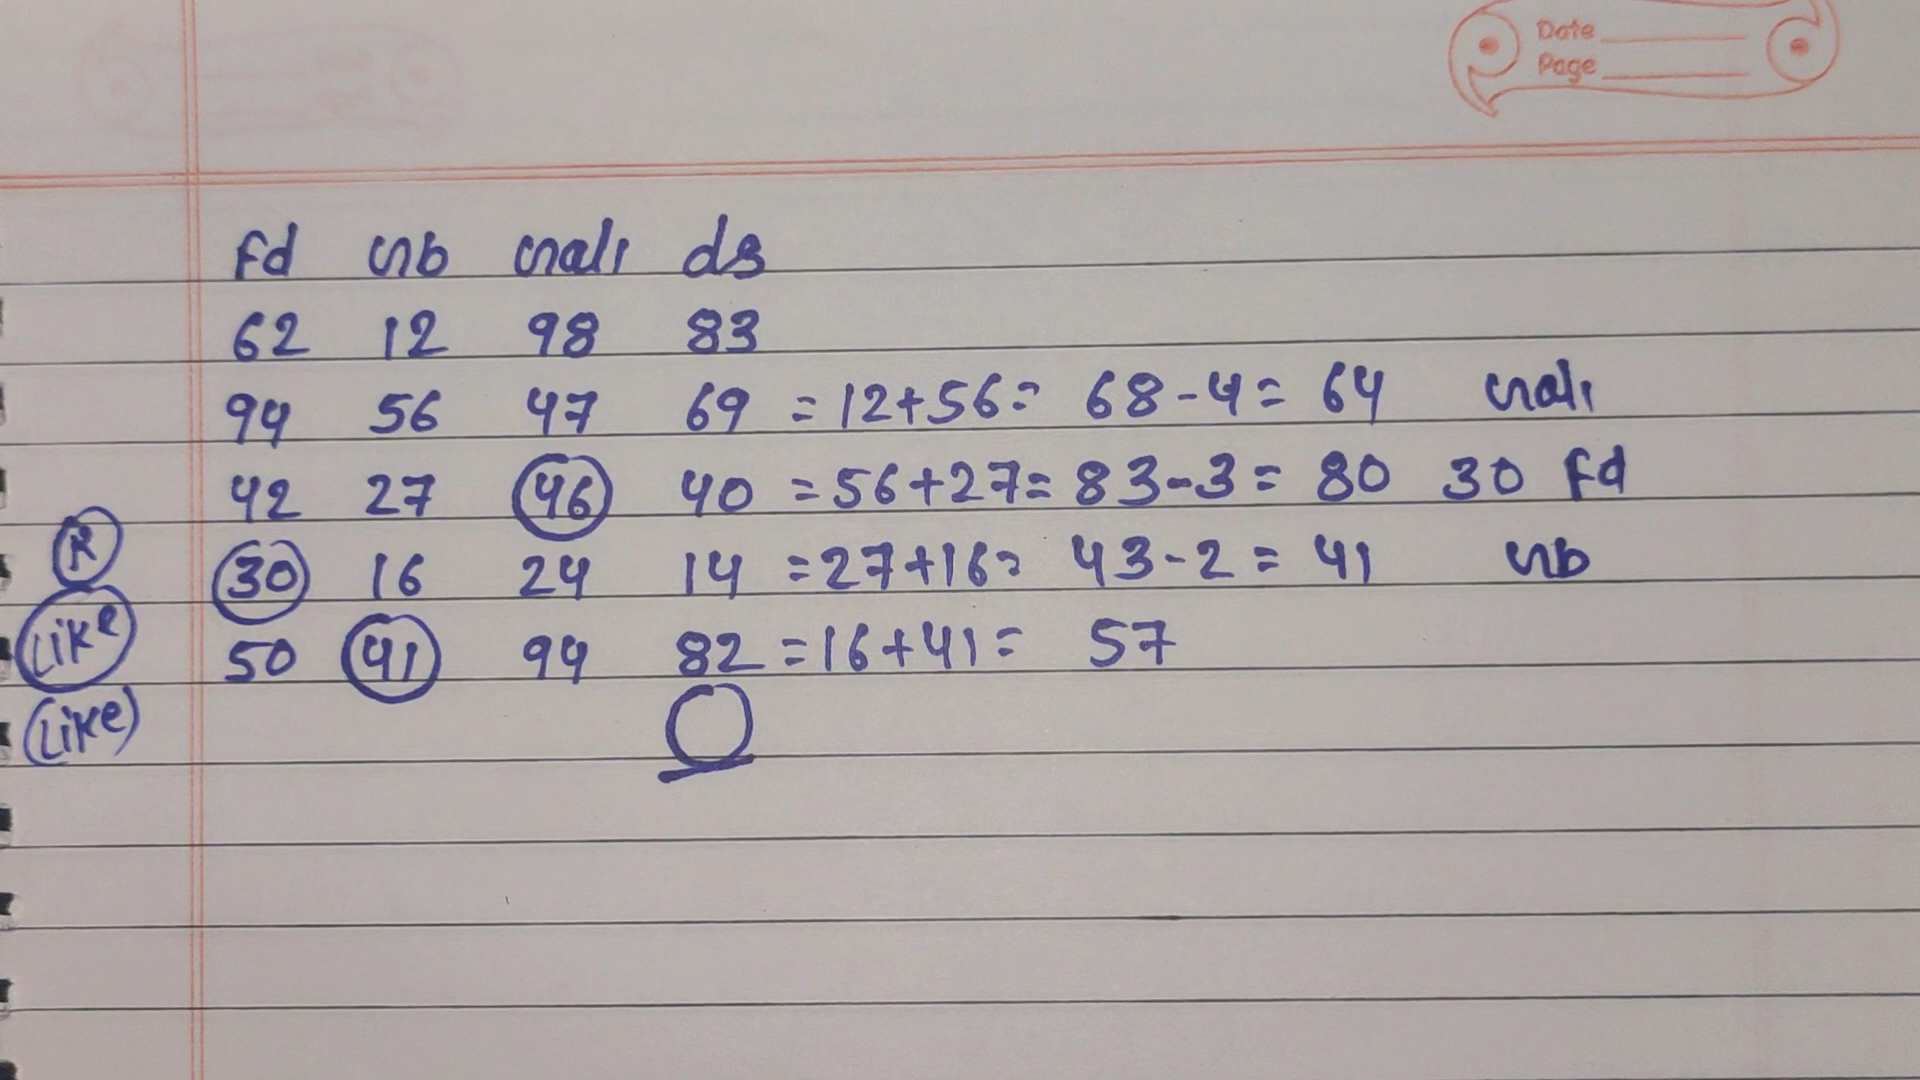 Date
Page
Fd GB Gali ds
62 12 98 83
94 56 47 69 = 12+56= 68-4= 64 Gali
42 27 46 40 = 56+27= 83-3= 80 30 Fd
R 30 16 24 14 = 27+16= 43-2= 41 GB
Like 50 41 94 82 = 16+41= 57
(Like)